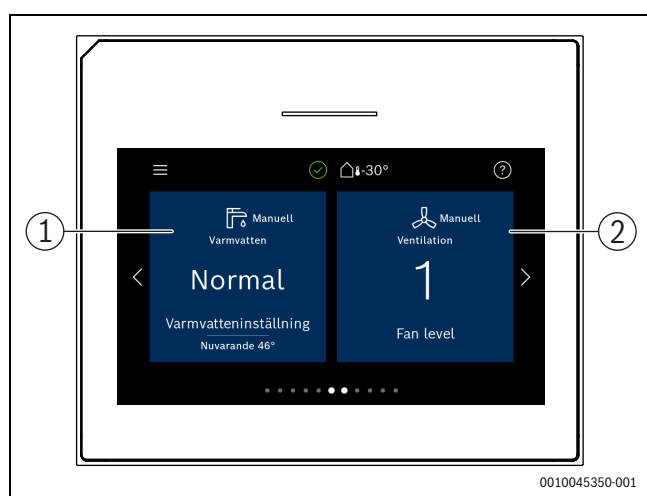 -30°
?
Manuell
Varmvatten
Normal
Varmvatteninställning
Nuvarande 46°
Manuell
Ventilation
1
Fan level
1
2
0010045350-001